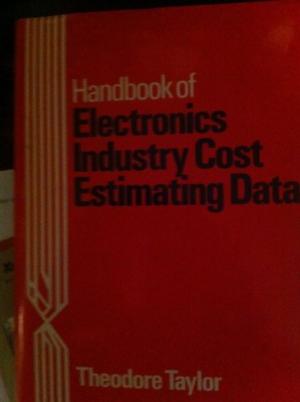 Handbook of
Electronics
Industry Cost
Estimating Data
Theodore Taylor